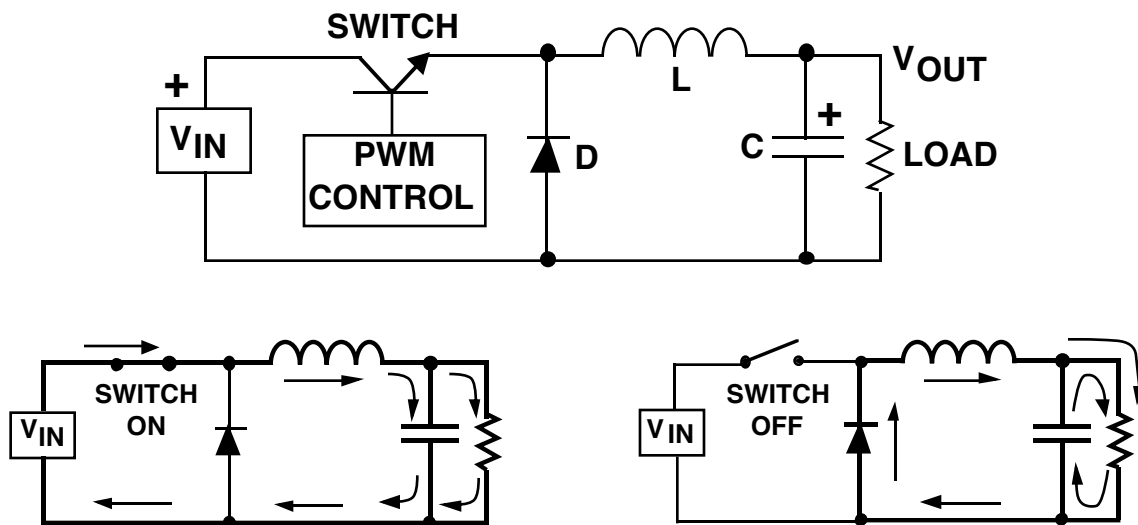 SWITCH
+
VIN
PWM
CONTROL
D
L
C
+
VOUT
LOAD
VIN
SWITCH
ON
VIN
SWITCH
OFF